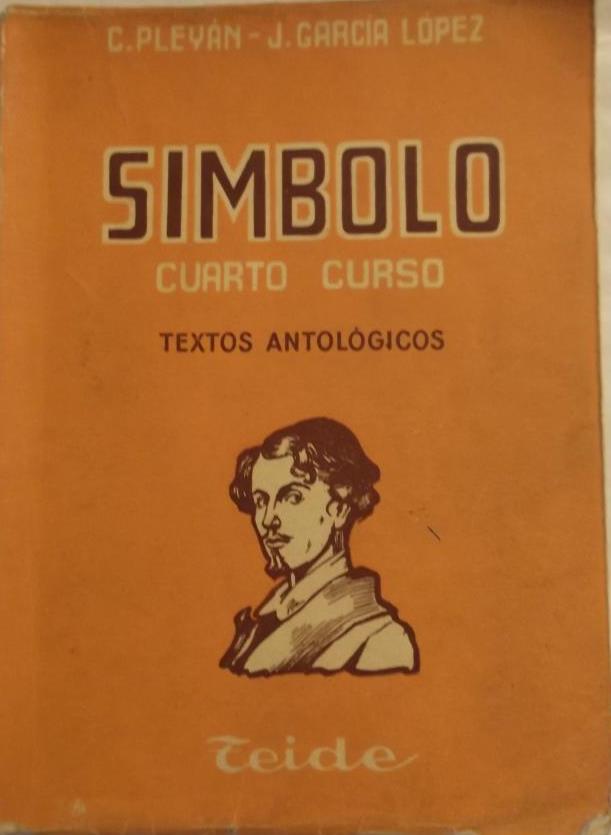 C. PLEYÁN - J. GARCÍA LÓPEZ
SIMBOLO
CUARTO CURSO
TEXTOS ANTOLÓGICOS
Teide